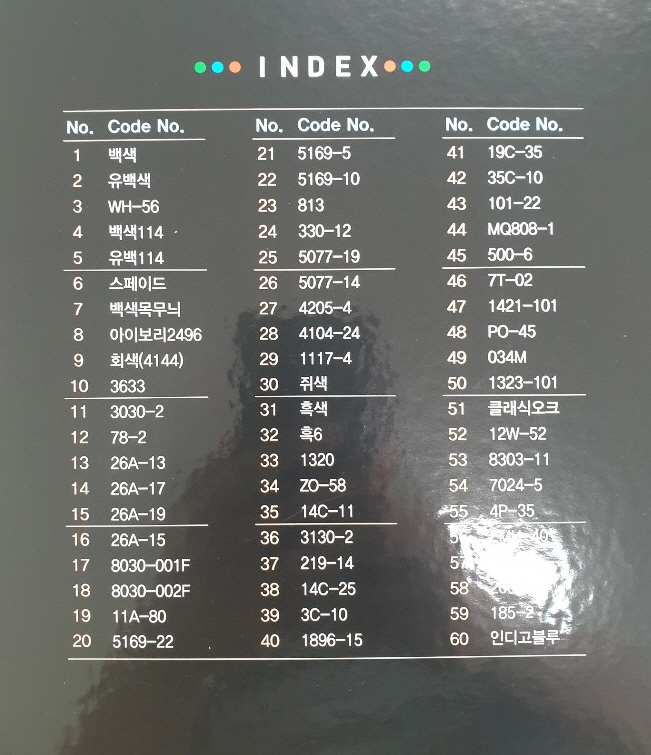 INDEX
No. Code No.
1 백색
2 유백색
3 WH-56
4 백색114
5 유백114
6 스페이드
7 백색목무늬
8 아이보리2496
9 회색(4144)
10 3633
11 3030-2
12 78-2
13 26A-13
14 26A-17
15 26A-19
16 26A-15
17 8030-001F
18 8030-002F
19 11A-80
20 5169-22
No. Code No.
21 5169-5
22 5169-10
23 813
24 330-12
25 5077-19
26 5077-14
27 4205-4
28 4104-24
29 1117-4
30 쥐색
31 흑색
32 흑6
33 1320
34 ZO-58
35 14C-11
36 3130-2
37 219-14
38 14C-25
39 3C-10
40 1896-15
No. Code No.
41 19C-35
42 35C-10
43 101-22
44 MQ808-1
45 500-6
46 7T-02
47 1421-101
48 PO-45
49 034M
50 1323-101
51 클래식오크
52 12W-52
53 8303-11
54 7024-5
55 4P-35
58
59 185-2
60 인디고블루